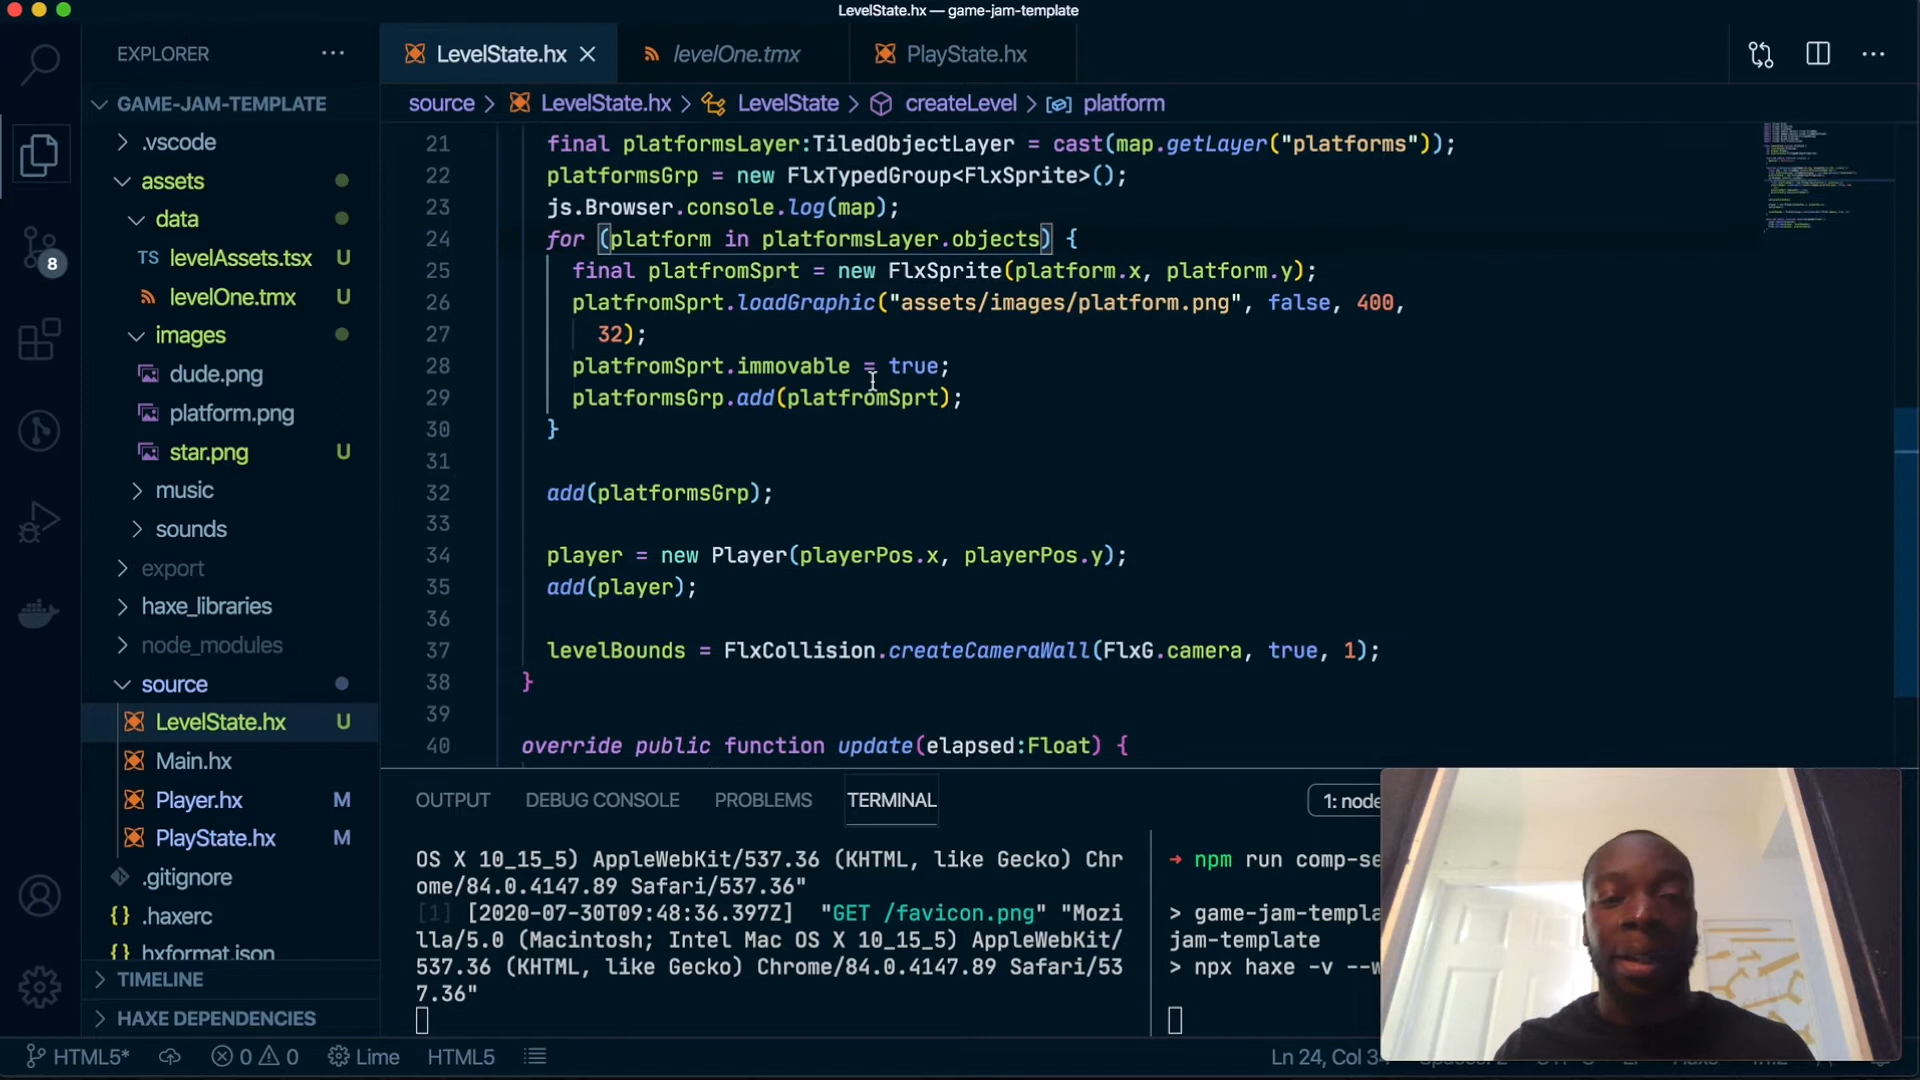 LevelState.hx — game-jam-template
EXPLORER
LevelState.hx
levelOne.tmx
PlayState.hx
source > LevelState.hx > LevelState > createLevel > platform
GAME-JAM-TEMPLATE
.vscode
assets
data
TS levelAssets.tsx U
levelOne.tmx U
images
dude.png
platform.png
star.png U
music
sounds
export
haxe_libraries
node_modules
source
LevelState.hx U
Main.hx
Player.hx M
PlayState.hx M
.gitignore
{} .haxerc
{} hxformat.json
TIMELINE
HAXE DEPENDENCIES
8
21 final platformsLayer:TiledObjectLayer = cast(map.getLayer("platforms"));
22 platformsGrp = new FlxTypedGroup<FlxSprite>();
23 js.Browser.console.log(map);
24 for (platform in platformsLayer.objects) {
25 final platfromSprt = new FlxSprite(platform.x, platform.y);
26 platfromSprt.loadGraphic("assets/images/platform.png", false, 400,
27 32);
28 platfromSprt.immovable = true;
29 platformsGrp.add(platfromSprt);
30 }
31
32 add(platformsGrp);
33
34 player = new Player(playerPos.x, playerPos.y);
35 add(player);
36
37 levelBounds = FlxCollision.createCameraWall(FlxG.camera, true, 1);
38 }
39
40 override public function update(elapsed:Float) {
OUTPUT DEBUG CONSOLE PROBLEMS TERMINAL
1: node
OS X 10_15_5) AppleWebKit/537.36 (KHTML, like Gecko) Chr
ome/84.0.4147.89 Safari/537.36"
[1] [2020-07-30T09:48:36.397Z] "GET /favicon.png" "Mozi
lla/5.0 (Macintosh; Intel Mac OS X 10_15_5) AppleWebKit/
537.36 (KHTML, like Gecko) Chrome/84.0.4147.89 Safari/53
7.36"
→ npm run comp-se
> game-jam-templa
jam-template
> npx haxe -v --w
HTML5* 0 0 Lime HTML5
Ln 24, Col 3